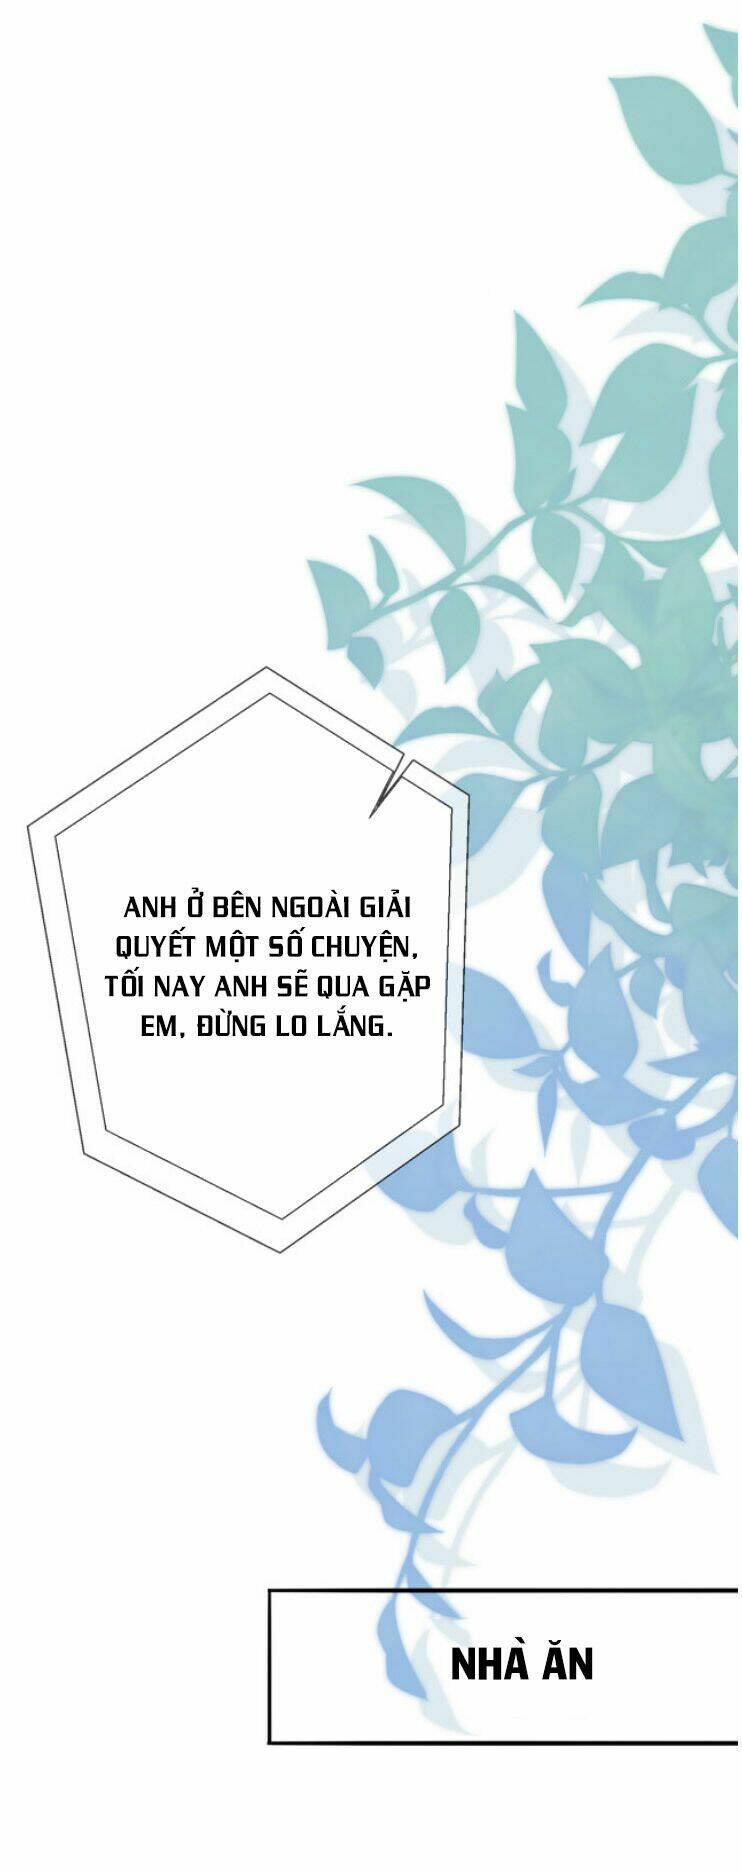 ANH Ở BÊN NGOÀI GIẢI
QUYẾT MỘT SỐ CHUYỆN,
TỐI NAY ANH SẼ QUA GẶP
EM, ĐỪNG LO LẮNG.
NHÀ ĂN